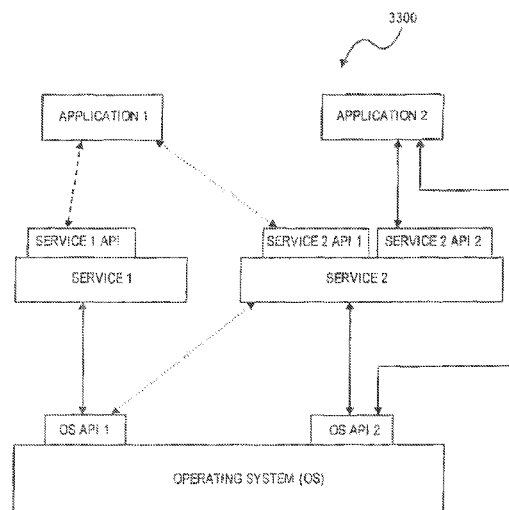 3300
APPLICATION 1
APPLICATION 2
SERVICE 1 API
SERVICE 2 API 1
SERVICE 2 API 2
SERVICE 1
SERVICE 2
OS API 1
OS API 2
OPERATING SYSTEM (OS)